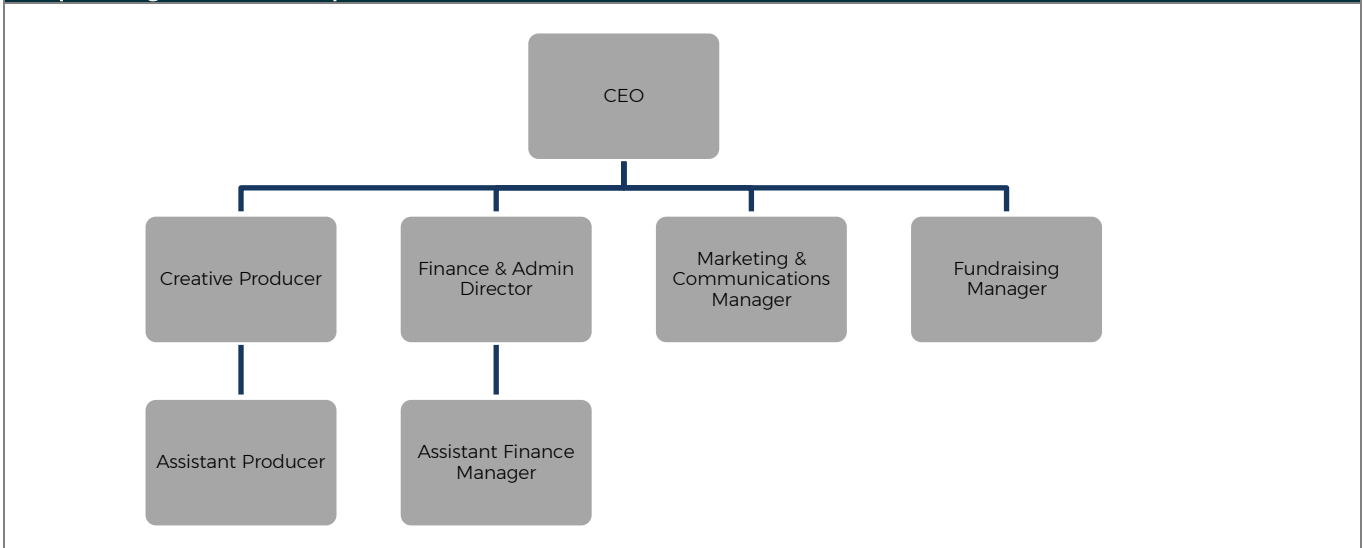 CEO
Creative Producer
Finance & Admin
Director
Marketing &
Communications
Manager
Fundraising
Manager
Assistant Producer
Assistant Finance
Manager